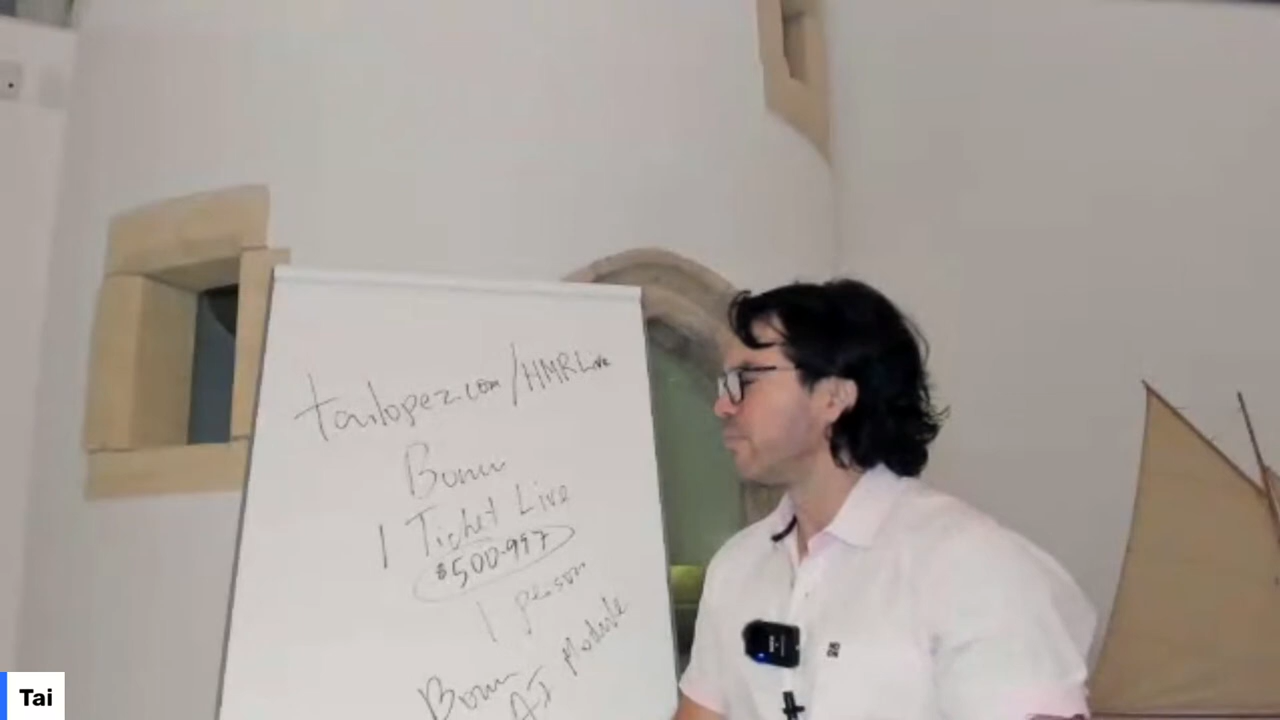 tailopez.com/HMRLive
Bonus
1 Ticket Live
$500-997
1 person
Bonus Module
AI
Tai